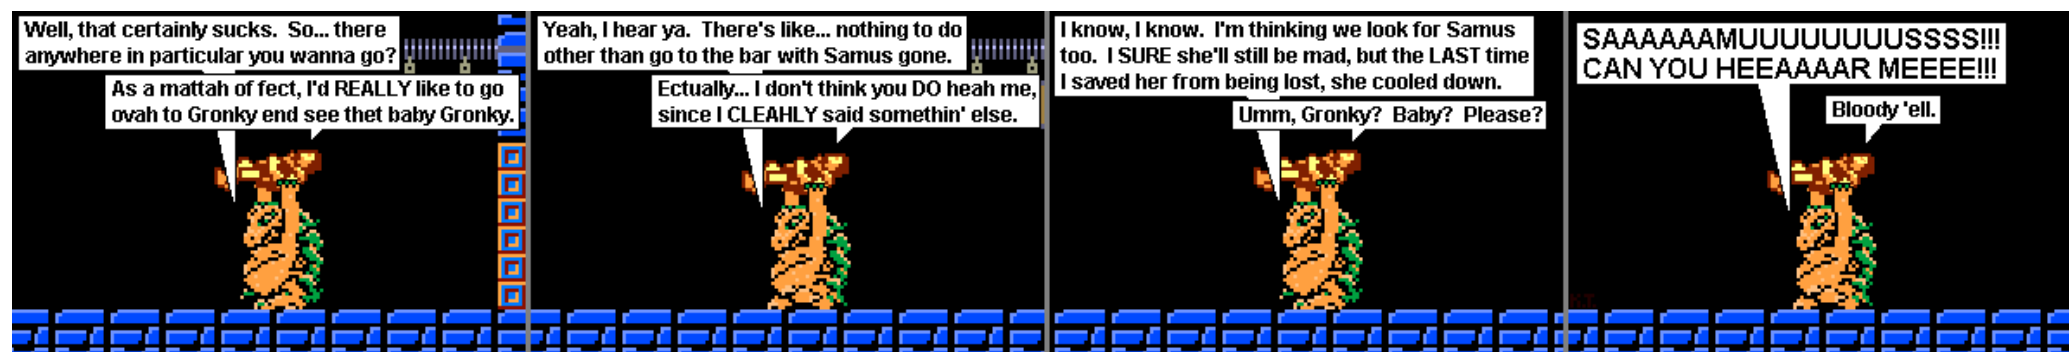 Well, that certainly sucks.  So... there
anywhere in particular you wanna go?
As a mattah of fect, I'd REALLY like to go
ovah to Gronky end see thet baby Gronky.
Yeah, I hear ya.  There's like... nothing to do
other than go to the bar with Samus gone.
Ectually... I don't think you DO heah me,
since I CLEAHLY said somethin' else.
I know, I know.  I'm thinking we look for Samus
too.  I SURE she'll still be mad, but the LAST time
I saved her from being lost, she cooled down.
Umm, Gronky?  Baby?  Please?
SAAAAAAMUUUUUUUUSSSS!!!
CAN YOU HEEAAAAR MEEEE!!!
Bloody 'ell.